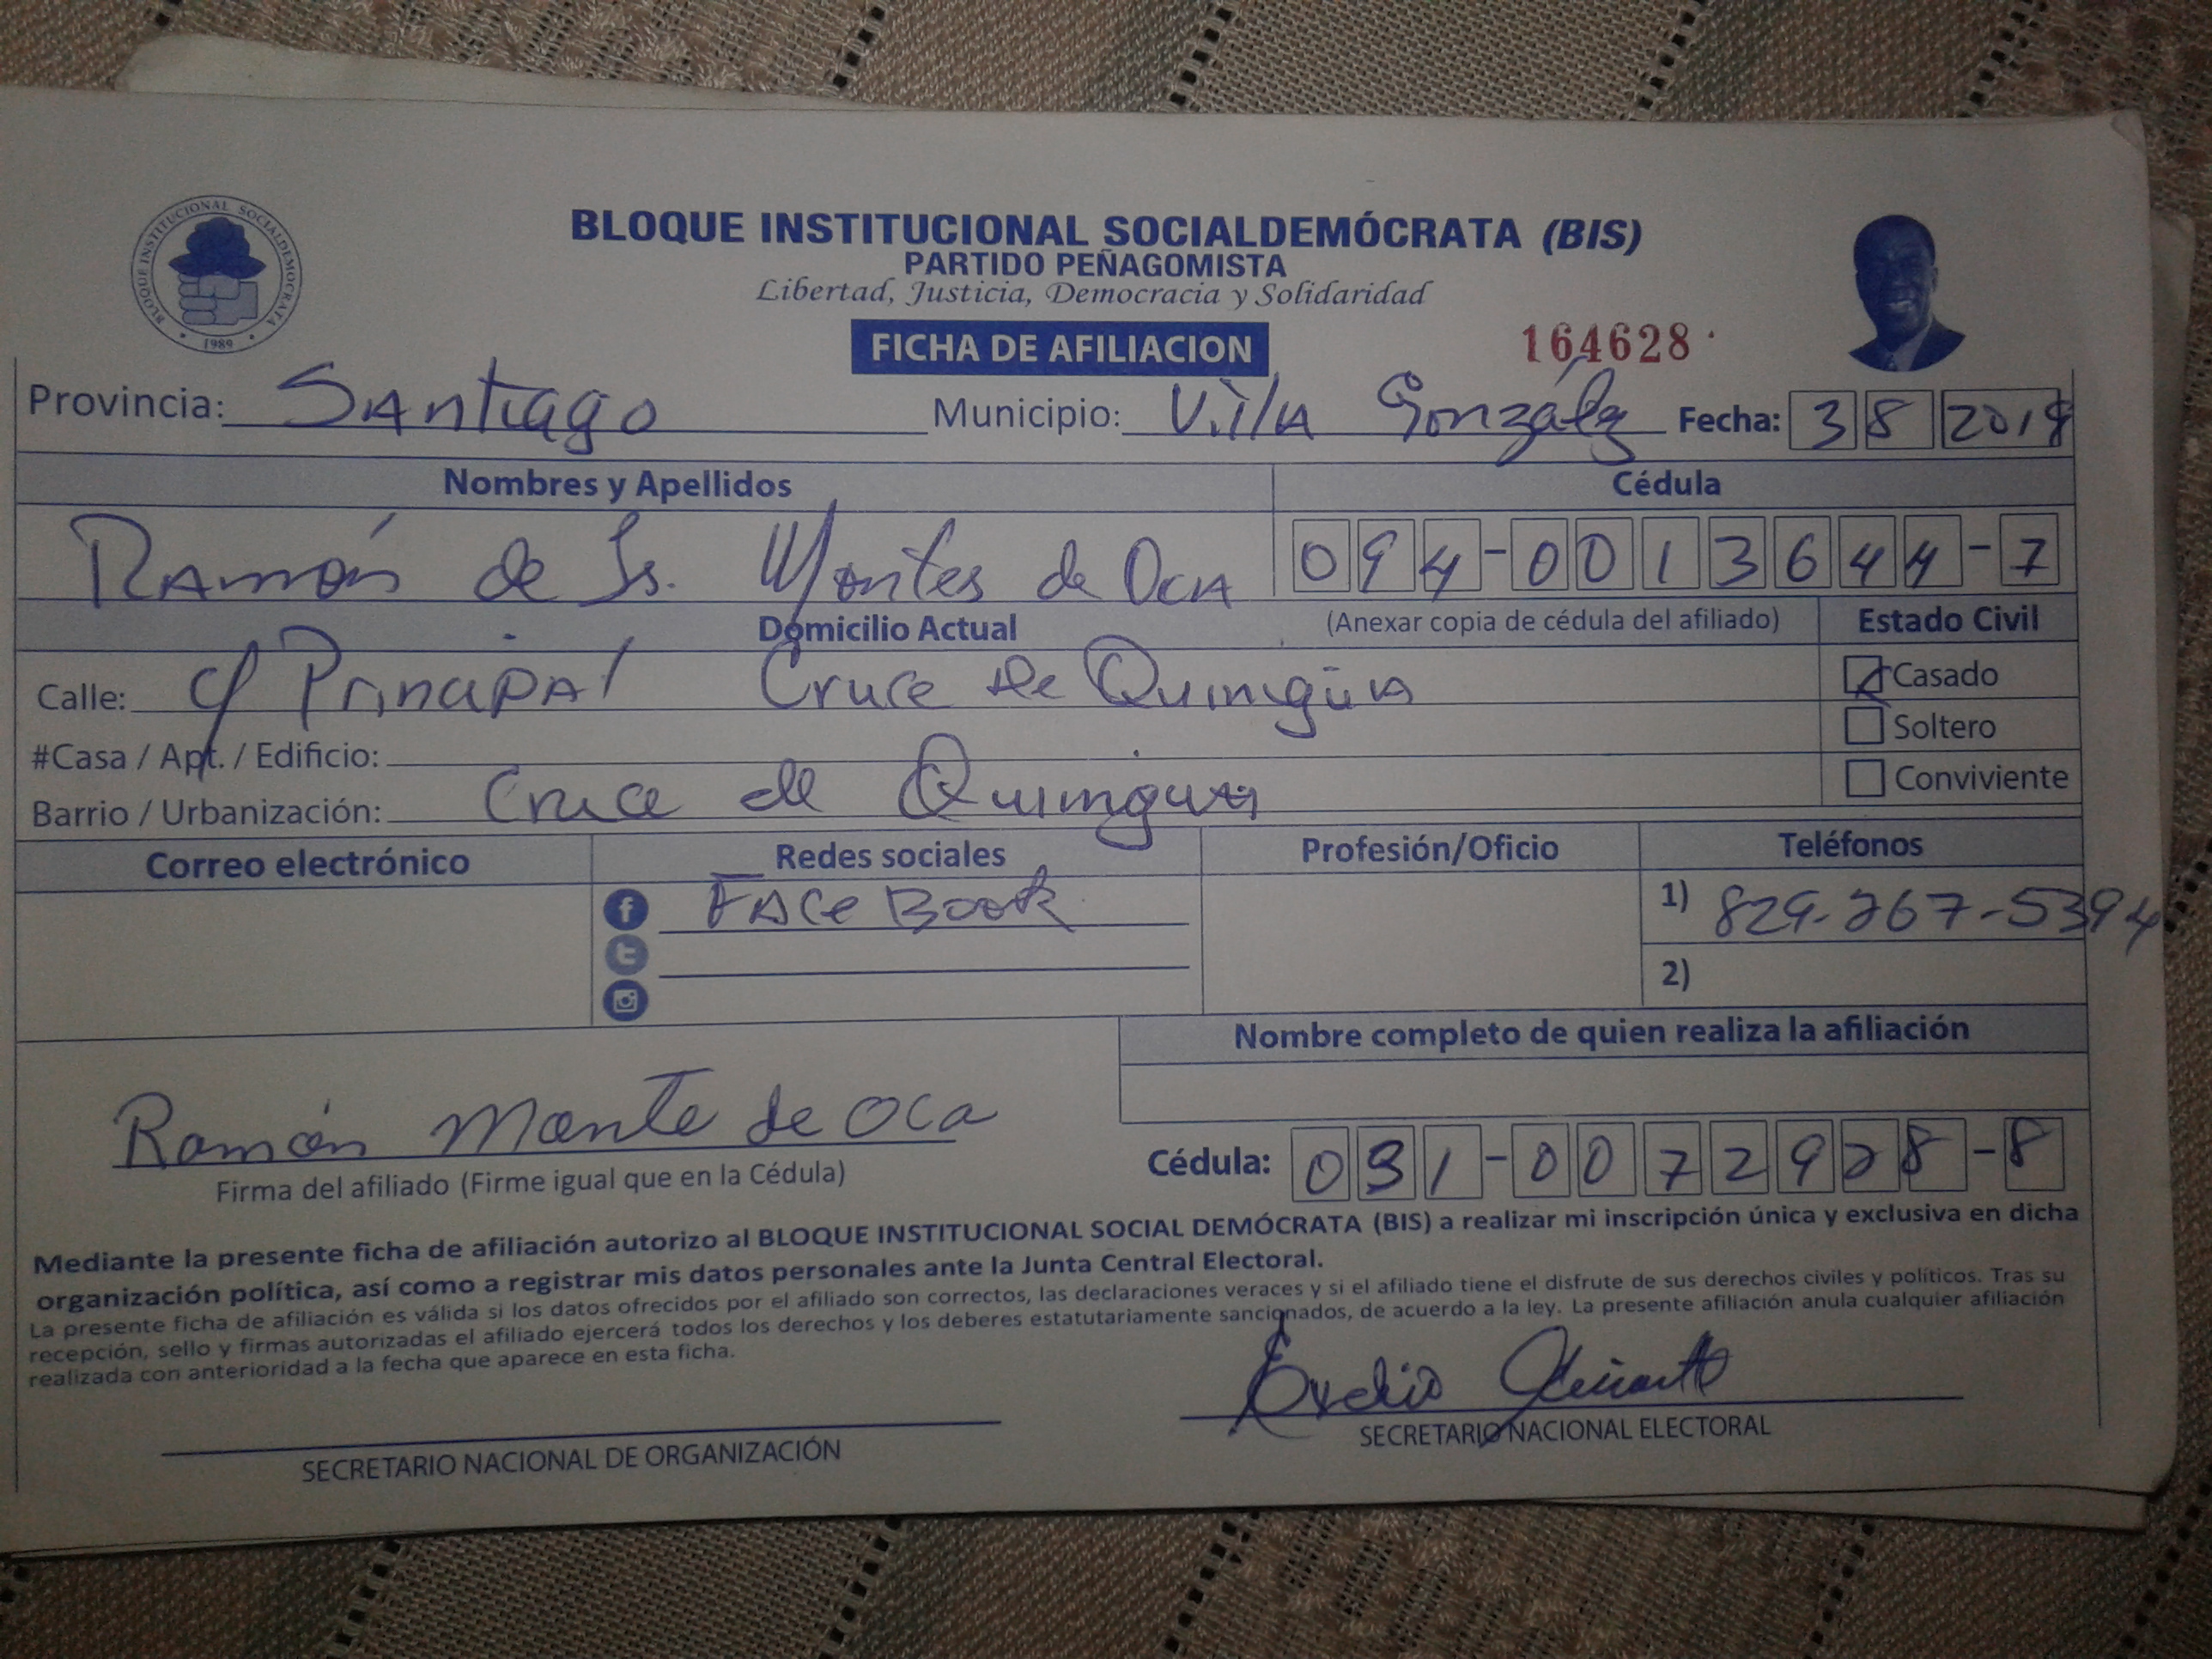 BLOQUE INSTITUCIONAL SOCIALDEMOCRATA
1989
BLOQUE INSTITUCIONAL SOCIALDEMÓCRATA (BIS)
PARTIDO PEÑAGOMISTA
Libertad, Justicia, Democracia y Solidaridad
FICHA DE AFILIACION 164628
Provincia: SANtiago Municipio: VillA González Fecha: 3 8 2018
Nombres y Apellidos Cédula
RAmón de Js. Montes de OcA 094-0013644-7
Domicilio Actual (Anexar copia de cédula del afiliado) Estado Civil
Calle: c/ PrincipAl Cruce de QuinigüA Casado
Soltero
#Casa / Apt. / Edificio:
Conviviente
Barrio / Urbanización: Cruce de Quinigua
Correo electrónico Redes sociales Profesión/Oficio Teléfonos
FAce Book 1) 829-267-5394
2)
Nombre completo de quien realiza la afiliación
Ramón Monte de oca
Firma del afiliado (Firme igual que en la Cédula) Cédula: 031-0072928-8
Mediante la presente ficha de afiliación autorizo al BLOQUE INSTITUCIONAL SOCIAL DEMÓCRATA (BIS) a realizar mi inscripción única y exclusiva en dicha
organización política, así como a registrar mis datos personales ante la Junta Central Electoral.
La presente ficha de afiliación es válida si los datos ofrecidos por el afiliado son correctos, las declaraciones veraces y si el afiliado tiene el disfrute de sus derechos civiles y políticos. Tras su
recepción, sello y firmas autorizadas el afiliado ejercerá todos los derechos y los deberes estatutariamente sancionados, de acuerdo a la ley. La presente afiliación anula cualquier afiliación
realizada con anterioridad a la fecha que aparece en esta ficha.
SECRETARIO NACIONAL DE ORGANIZACIÓN SECRETARIO NACIONAL ELECTORAL